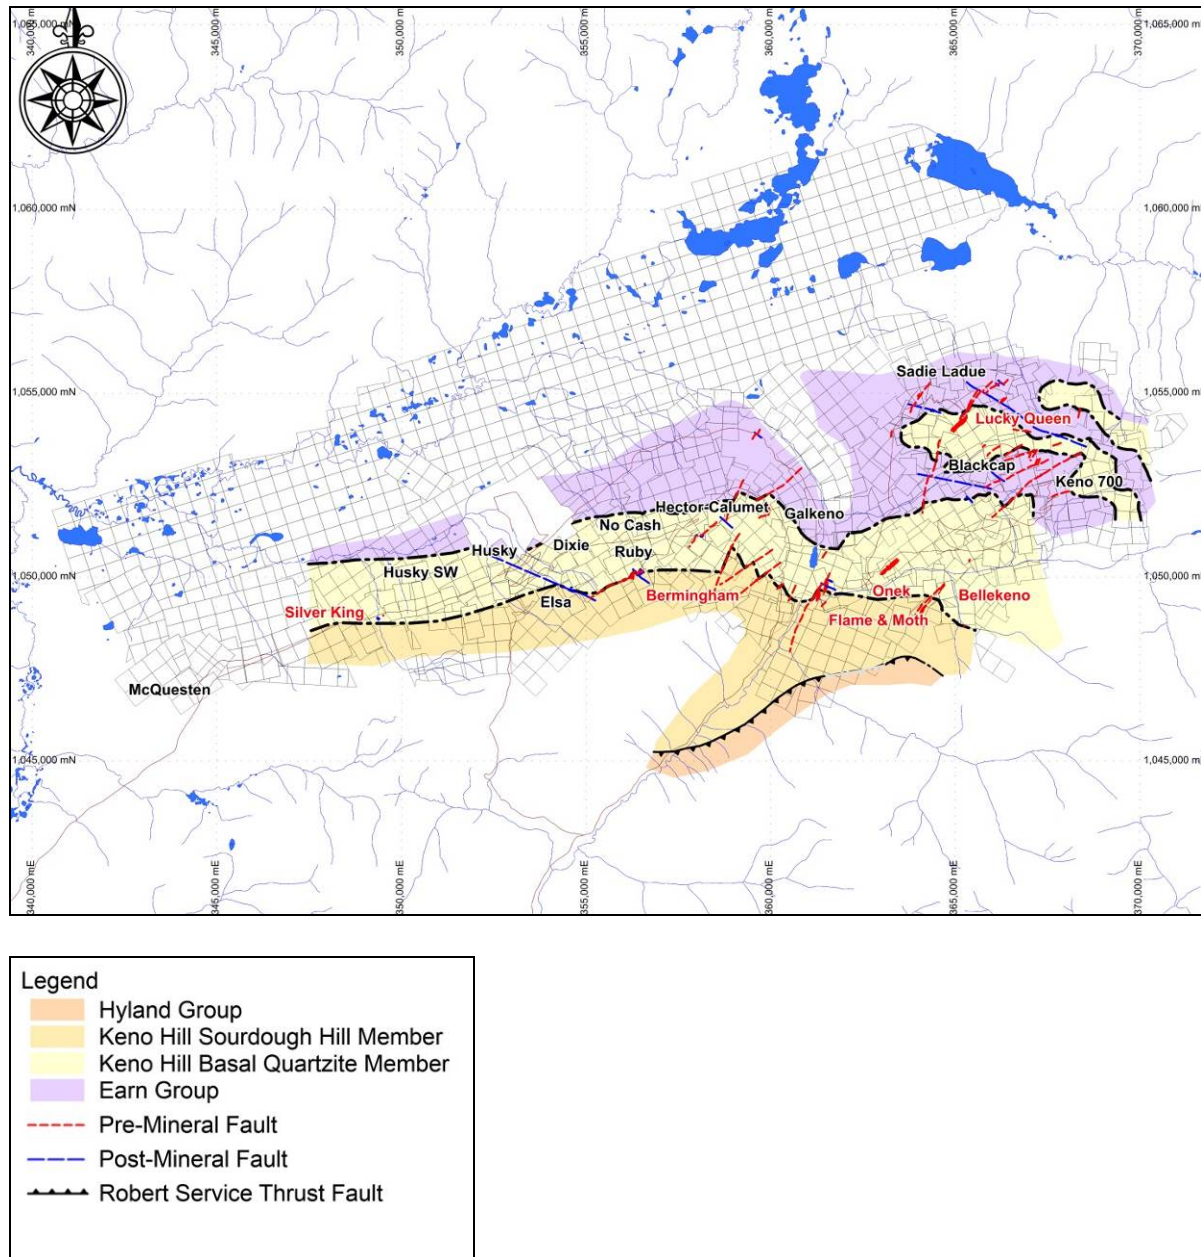 340,000 mE
345,000 mE
350,000 mE
355,000 mE
360,000 mE
365,000 mE
370,000 mE
1,065,000 mN
1,060,000 mN
1,060,000 mN
1,055,000 mN
1,055,000 mN
Sadie Ladue
Lucky Queen
Blackcap
Keno 700
Hector-Calumet
Galkeno
No Cash
Dixie
Husky
Ruby
Husky SW
1,050,000 mN
1,050,000 mN
Silver King
Elsa
Bermingham
Onek
Bellekeno
Flame & Moth
McQuesten
1,045,000 mN
340,000 mE
345,000 mE
350,000 mE
355,000 mE
360,000 mE
365,000 mE
370,000 mE
Legend
Hyland Group
Keno Hill Sourdough Hill Member
Keno Hill Basal Quartzite Member
Earn Group
Pre-Mineral Fault
Post-Mineral Fault
Robert Service Thrust Fault